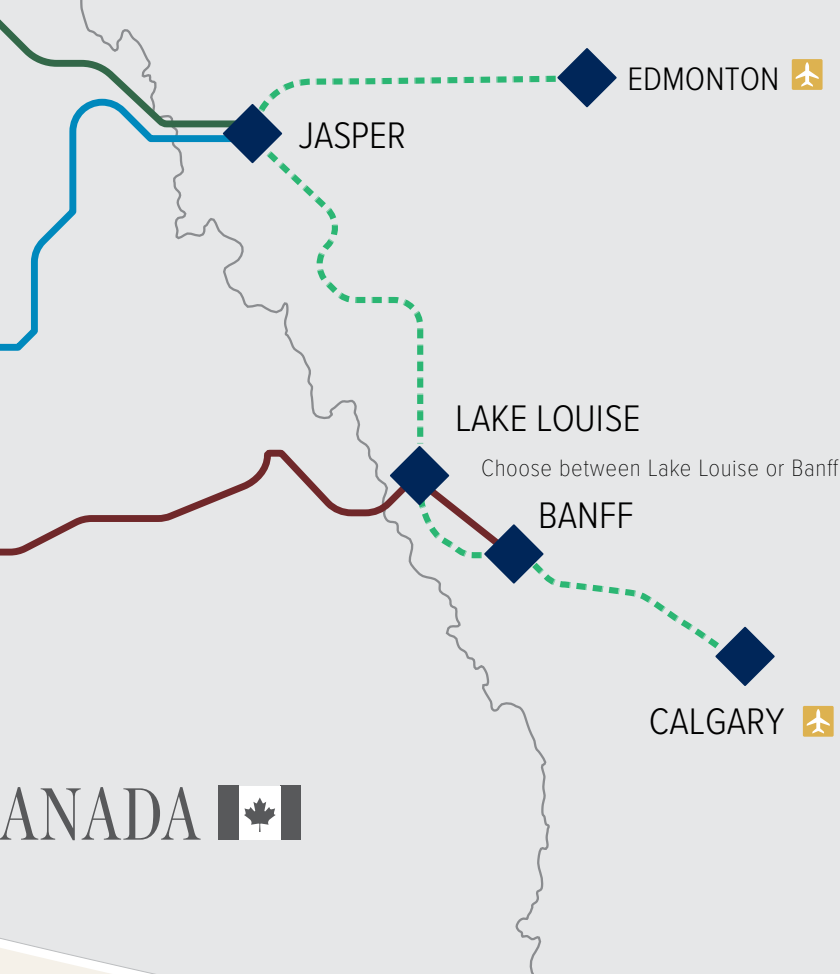 EDMONTON
JASPER
LAKE LOUISE
Choose between Lake Louise or Banff
BANFF
CALGARY
ANADA